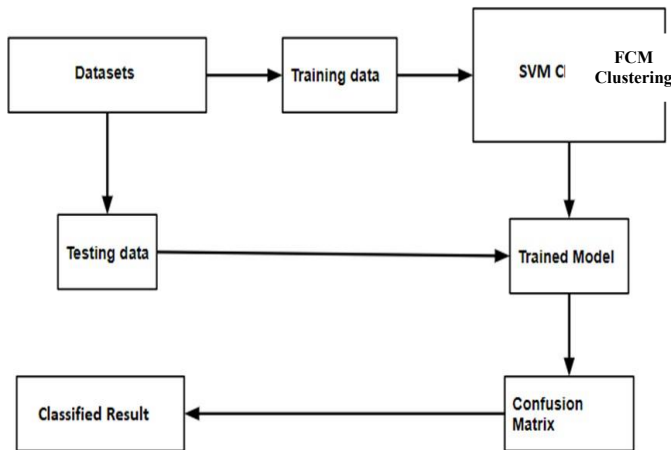 Datasets
Training data
SVM Cl
FCM
Clustering
Testing data
Trained Model
Classified Result
Confusion
Matrix